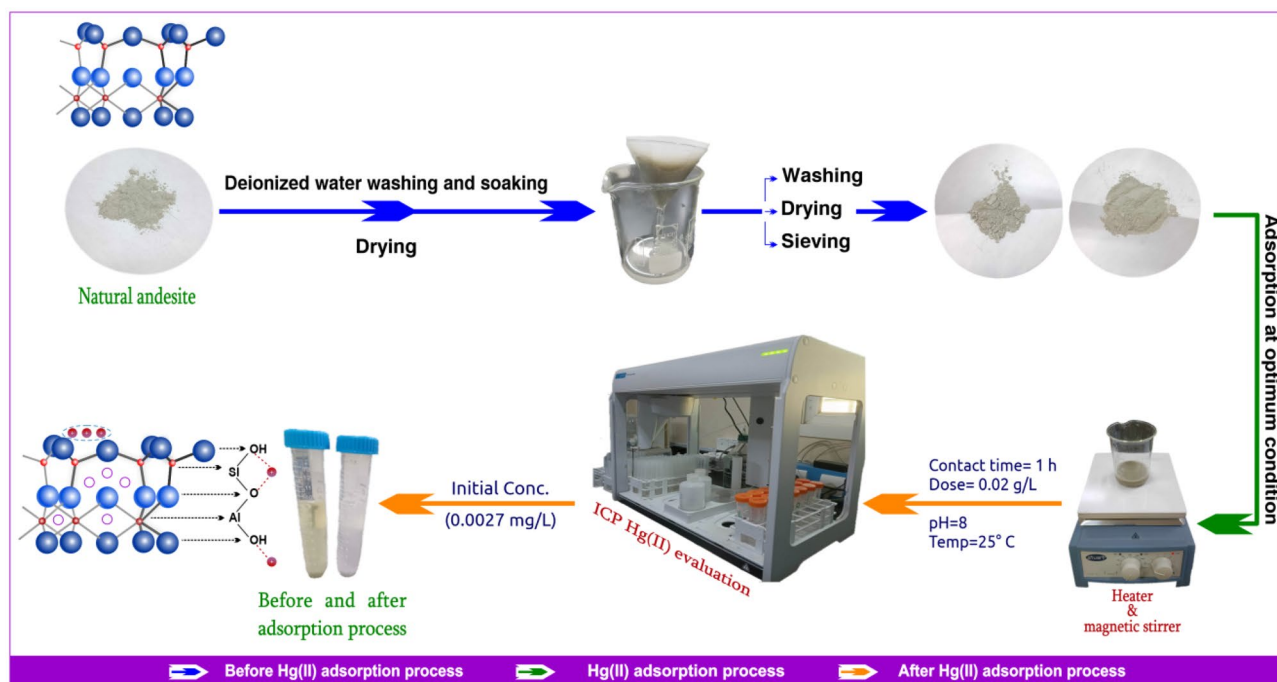 Deionized water washing and soaking
Drying
Washing
Drying
Sieving
Natural andesite
Adsorption at optimum condition
OH
Si
O
Al
OH
Before and after
adsorption process
Initial Conc.
(0.0027 mg/L)
ICP Hg(II) evaluation
Contact time= 1 h
Dose= 0.02 g/L
pH=8
Temp=25° C
Heater
&
magnetic stirrer
Before Hg(II) adsorption process
Hg(II) adsorption process
After Hg(II) adsorption process